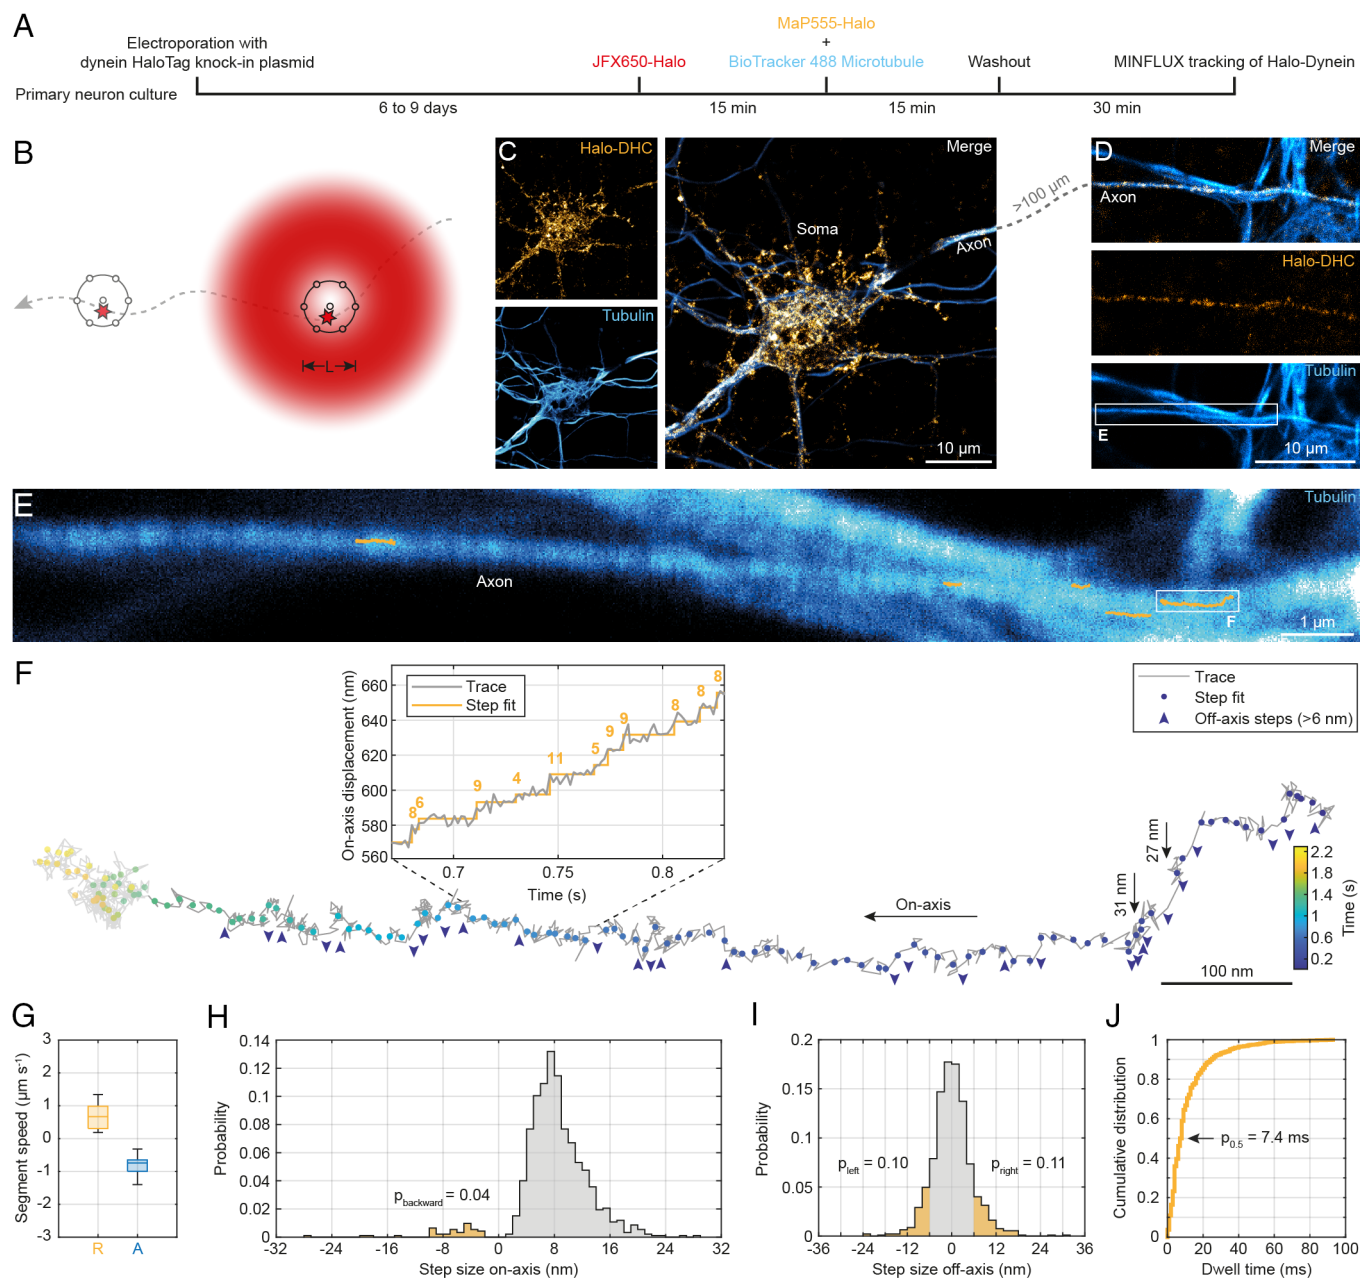 A
Electroporation with
dynein HaloTag knock-in plasmid
JFX650-Halo
MaP555-Halo
+
BioTracker 488 Microtubule
Washout
MINFLUX tracking of Halo-Dynein
Primary neuron culture
6 to 9 days
15 min
15 min
30 min
B
L
C
Halo-DHC
Tubulin
Merge
Soma
Axon
>100 µm
10 µm
D
Merge
Axon
Halo-DHC
Tubulin
E
10 µm
E
Tubulin
Axon
F
1 µm
F
On-axis displacement (nm)
660
640
620
600
580
560
Trace
Step fit
8
6
9
4
11
5
9
9
8
8
8
0.7
0.75
0.8
Time (s)
Trace
Step fit
Off-axis steps (>6 nm)
27 nm
31 nm
On-axis
100 nm
2.2
1.8
1.4
1
0.6
0.2
Time (s)
G
Segment speed (µm s⁻¹)
3
2
1
0
-1
-2
-3
R
A
H
Probability
0.14
0.12
0.1
0.08
0.06
0.04
0.02
0
pbackward = 0.04
-32
-24
-16
-8
0
8
16
24
32
Step size on-axis (nm)
I
Probability
0.2
0.15
0.1
0.05
0
pleft = 0.10
pright = 0.11
-36
-24
-12
0
12
24
36
Step size off-axis (nm)
J
Cumulative distribution
1
0.8
0.6
0.4
0.2
0
p0.5 = 7.4 ms
0
20
40
60
80
100
Dwell time (ms)